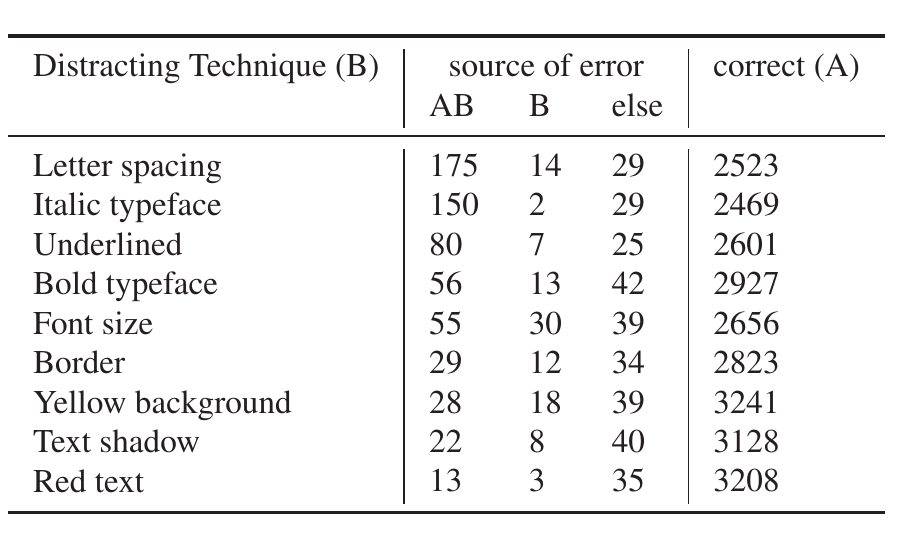 Distracting Technique (B) source of error correct (A)
AB B else
Letter spacing 175 14 29 2523
Italic typeface 150 2 29 2469
Underlined 80 7 25 2601
Bold typeface 56 13 42 2927
Font size 55 30 39 2656
Border 29 12 34 2823
Yellow background 28 18 39 3241
Text shadow 22 8 40 3128
Red text 13 3 35 3208